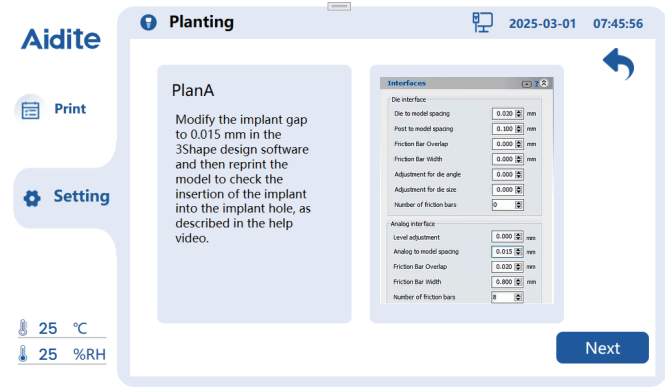 Aidite
Planting
2025-03-01 07:45:56
Print
Setting
25 ℃
25 %RH
PlanA
Modify the implant gap
to 0.015 mm in the
3Shape design software
and then reprint the
model to check the
insertion of the implant
into the implant hole, as
described in the help
video.
Interfaces ?
Die interface
Die to model spacing 0.020 mm
Post to model spacing 0.100 mm
Friction Bar Overlap 0.000 mm
Friction Bar Width 0.000 mm
Adjustment for die angle 0.000
Adjustment for die size 0.000
Number of friction bars 0
Analog interface
Level adjustment 0.000 mm
Analog to model spacing 0.015 mm
Friction Bar Overlap 0.020 mm
Friction Bar Width 0.800 mm
Number of friction bars 8
Next